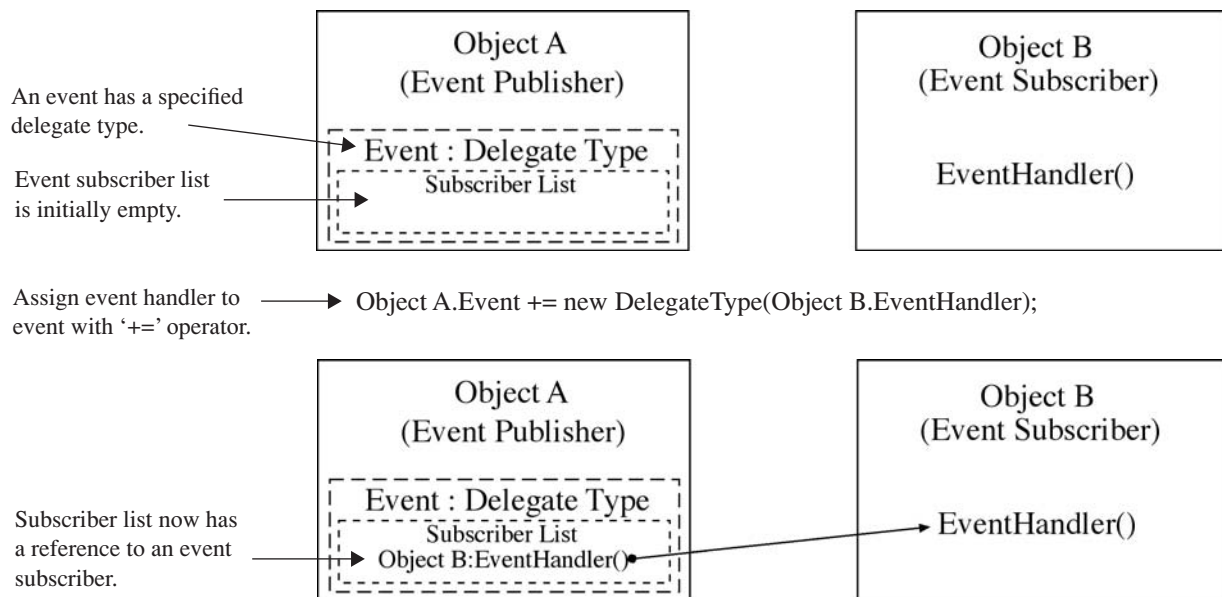 Object A
(Event Publisher)
Object B
(Event Subscriber)
An event has a specified
delegate type.
Event : Delegate Type
Subscriber List
EventHandler()
Event subscriber list
is initially empty.
Assign event handler to
event with ‘+=’ operator.
Object A.Event += new DelegateType(Object B.EventHandler);
Object A
(Event Publisher)
Object B
(Event Subscriber)
Event : Delegate Type
Subscriber List
Object B:EventHandler()
EventHandler()
Subscriber list now has
a reference to an event
subscriber.